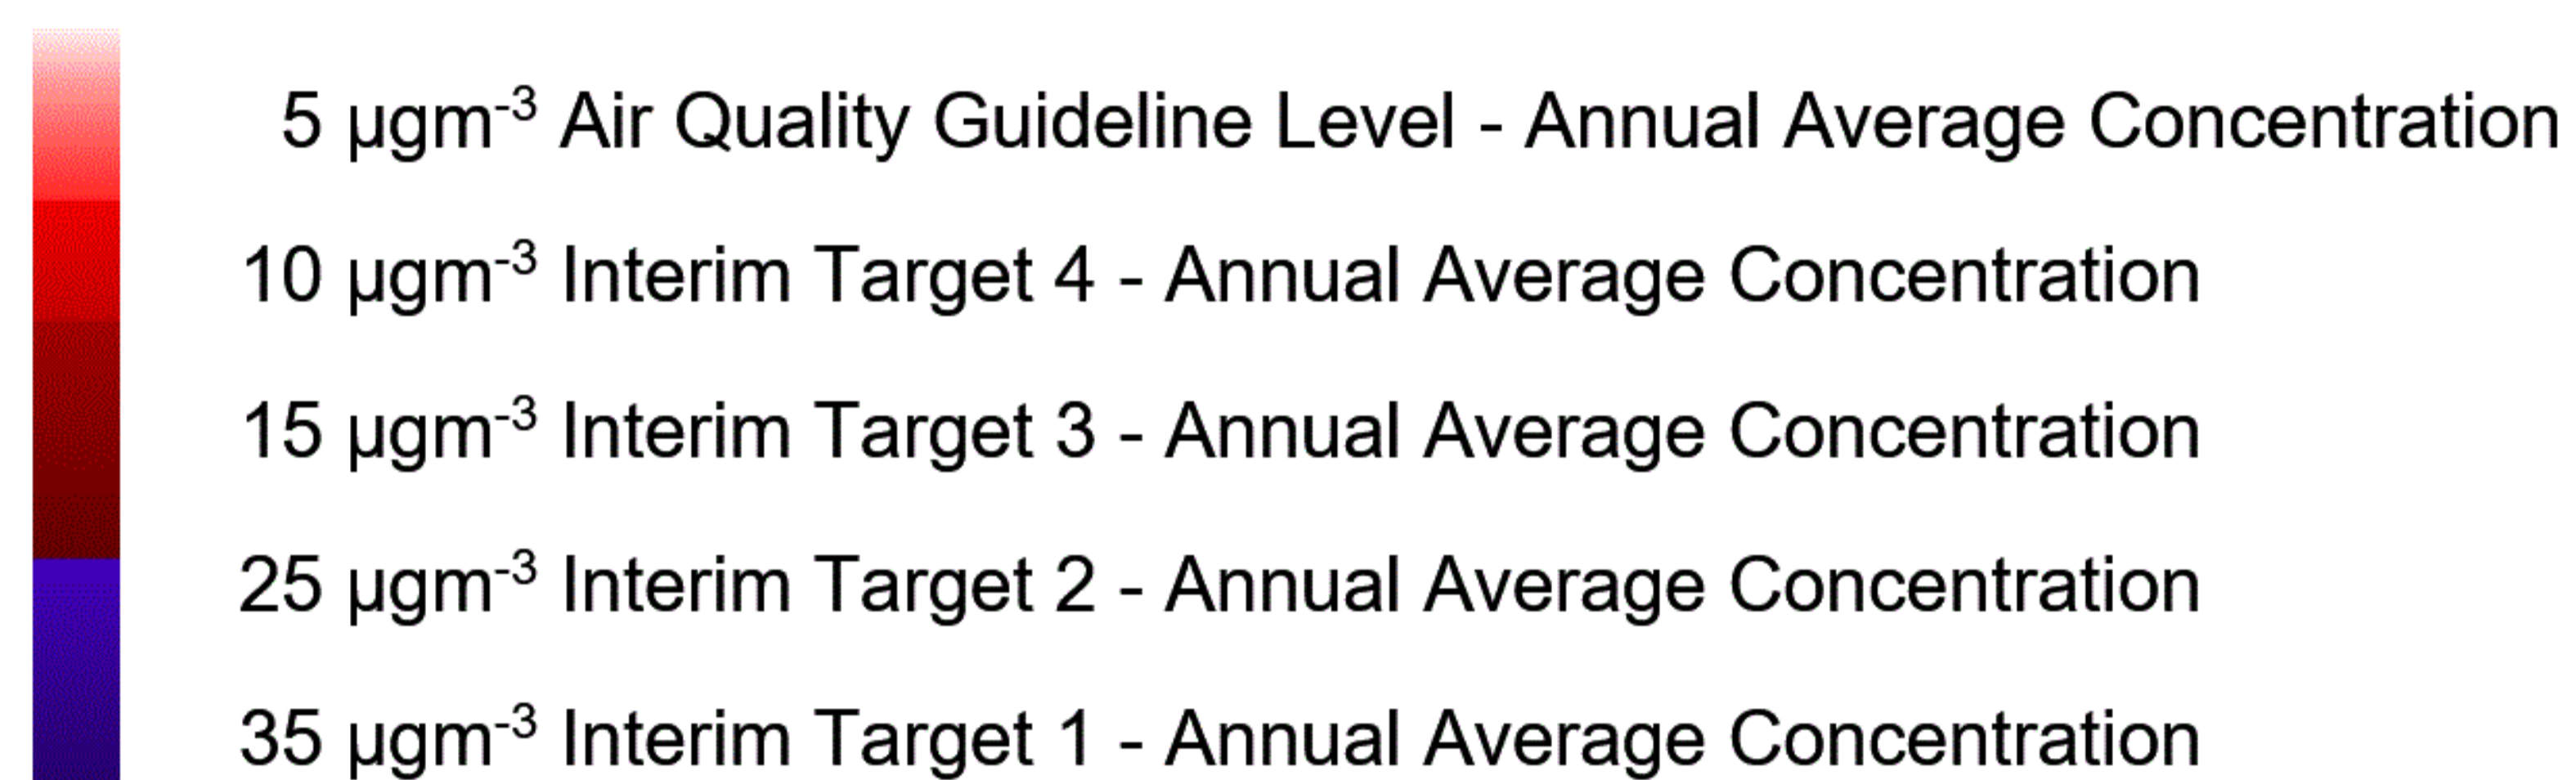 5 µgm⁻³ Air Quality Guideline Level - Annual Average Concentration
10 µgm⁻³ Interim Target 4 - Annual Average Concentration
15 µgm⁻³ Interim Target 3 - Annual Average Concentration
25 µgm⁻³ Interim Target 2 - Annual Average Concentration
35 µgm⁻³ Interim Target 1 - Annual Average Concentration